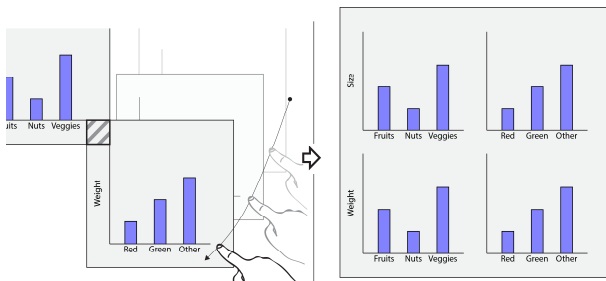 uits Nuts Veggies
Weight
Red Green Other
Size
Fruits Nuts Veggies
Red Green Other
Weight
Fruits Nuts Veggies
Red Green Other